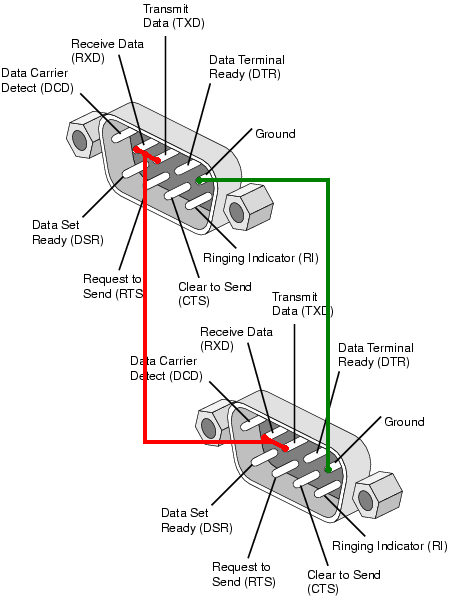 Transmit
Data (TXD)
Receive Data
(RXD)
Data Terminal
Ready (DTR)
Data Carrier
Detect (DCD)
Ground
Data Set
Ready (DSR)
Ringing Indicator (RI)
Request to
Send (RTS
Clear to Send
(CTS)
Transmit
Data (TXD)
Receive Data
(RXD)
Data Terminal
Ready (DTR)
Data Carrier
Detect (DCD)
Ground
Data Set
Ready (DSR)
Ringing Indicator (RI)
Request to
Send (RTS)
Clear to Send
(CTS)